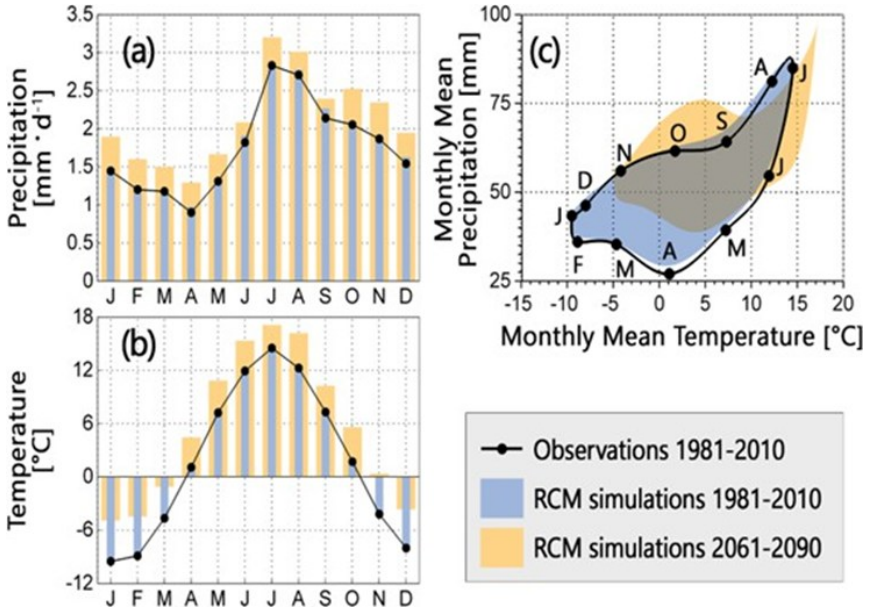 (a)
Precipitation
[mm · d⁻¹]
3.5
3
2.5
2
1.5
1
0.5
0
J F M A M J J A S O N D
(b)
Temperature
[°C]
18
12
6
0
-6
-12
J F M A M J J A S O N D
(c)
Monthly Mean
Precipitation [mm]
100
75
50
25
A
J
S
O
N
D
J
J
F
M
A
M
-15 -10 -5 0 5 10 15 20
Monthly Mean Temperature [°C]
Observations 1981-2010
RCM simulations 1981-2010
RCM simulations 2061-2090